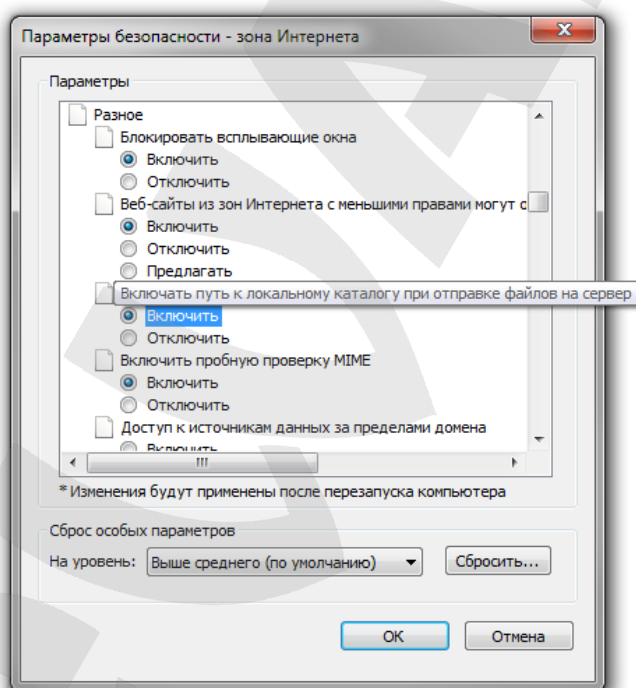 Параметры безопасности - зона Интернета
Параметры
Разное
Блокировать всплывающие окна
Включить
Отключить
Веб-сайты из зон Интернета с меньшими правами могут
Включить
Отключить
Предлагать
Включать путь к локальному каталогу при отправке файлов на сервер
Включить
Отключить
Включить пробную проверку MIME
Включить
Отключить
Доступ к источникам данных за пределами домена
Включить
* Изменения будут применены после перезапуска компьютера
Сброс особых параметров
На уровень: Выше среднего (по умолчанию) Сбросить...
ОК Отмена